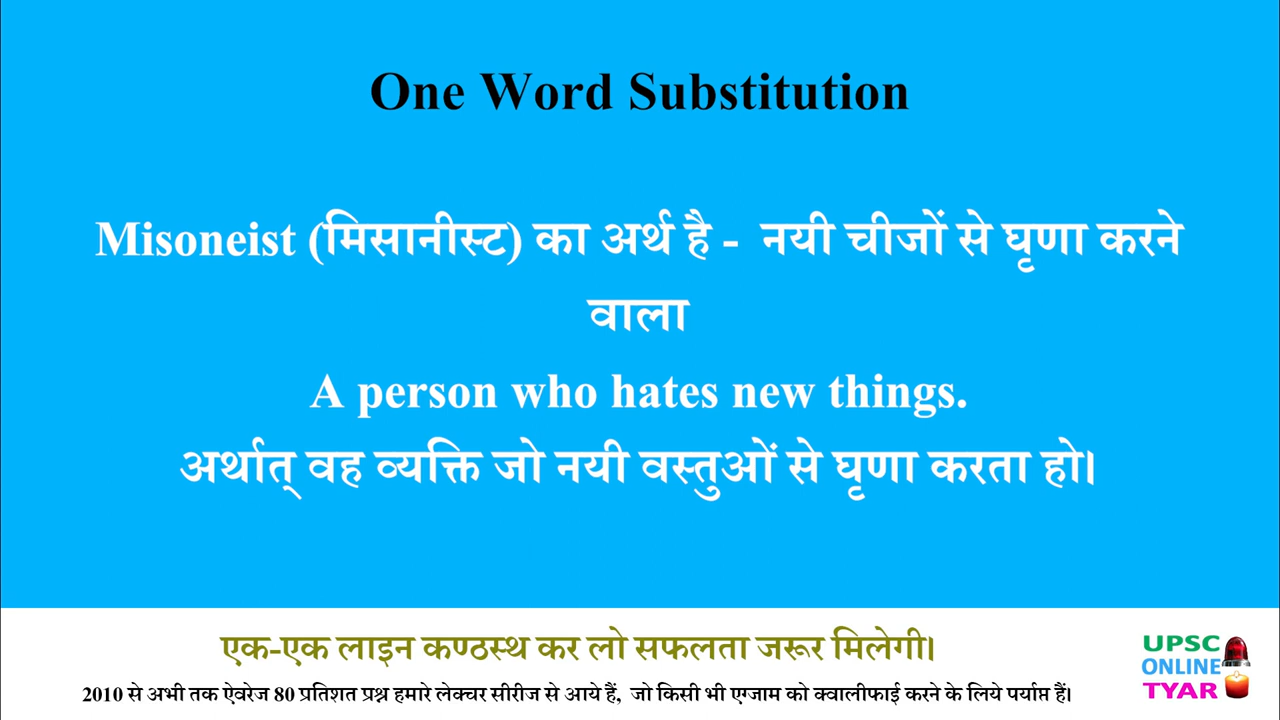 One Word Substitution
Misoneist (मिसानीस्ट) का अर्थ है - नयी चीजों से घृणा करने
वाला
A person who hates new things.
अर्थात् वह व्यक्ति जो नयी वस्तुओं से घृणा करता हो।
एक-एक लाइन कण्ठस्थ कर लो सफलता जरूर मिलेगी।
2010 से अभी तक ऐवरेज 80 प्रतिशत प्रश्न हमारे लेक्चर सीरीज से आये हैं, जो किसी भी एग्जाम को क्वालीफाई करने के लिये पर्याप्त हैं।
UPSC
ONLINE
TYAR